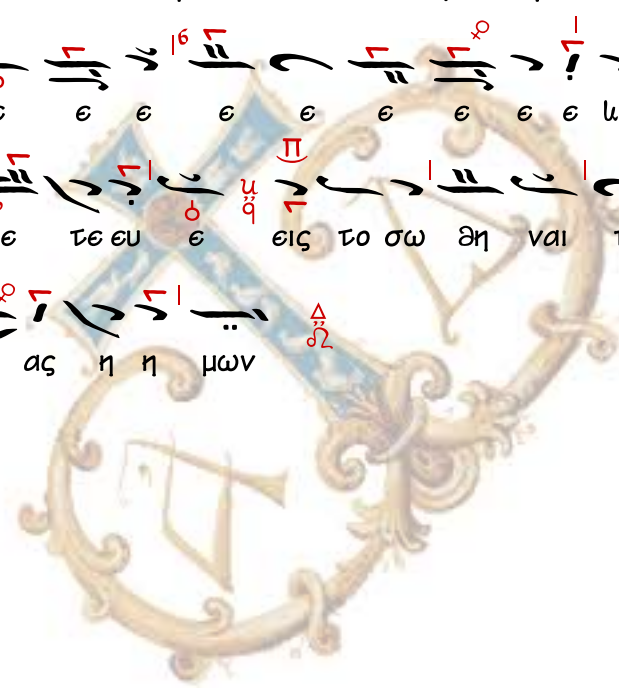 ε ε ε ε ε ε ε ε ε
ε τε ευ ε εις το σω θη ναι
ας η η μων